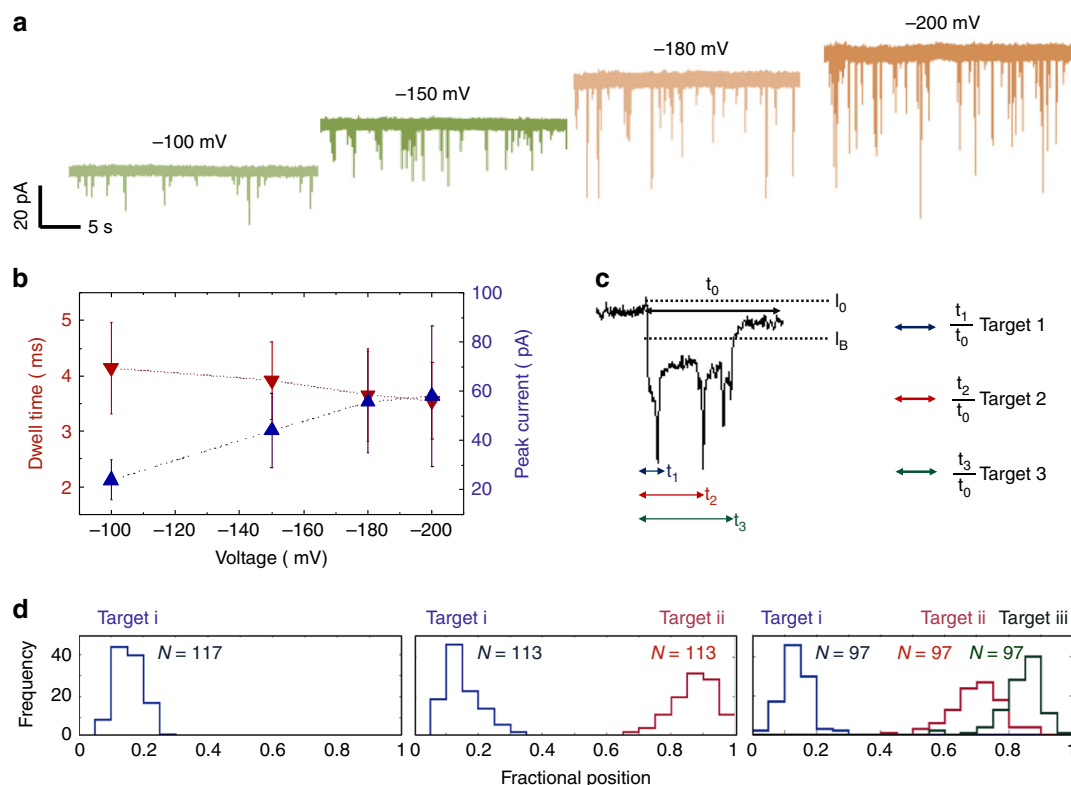 a
−100 mV
−150 mV
−180 mV
−200 mV
20 pA
5 s
b
Dwell time ( ms)
5
4
3
2
100
80
60
40
20
Peak current ( pA)
−100 −120 −140 −160 −180 −200
Voltage ( mV)
c
t0
I0
IB
t1
t2
t3
t1
t0
Target 1
t2
t0
Target 2
t3
t0
Target 3
d
Target i
N = 117
Target i Target ii
N = 113 N = 113
Target i Target ii Target iii
N = 97 N = 97 N = 97
Frequency
40
20
0
0 0.2 0.4 0.6 0.8 1
0 0.2 0.4 0.6 0.8 1
0 0.2 0.4 0.6 0.8 1
Fractional position